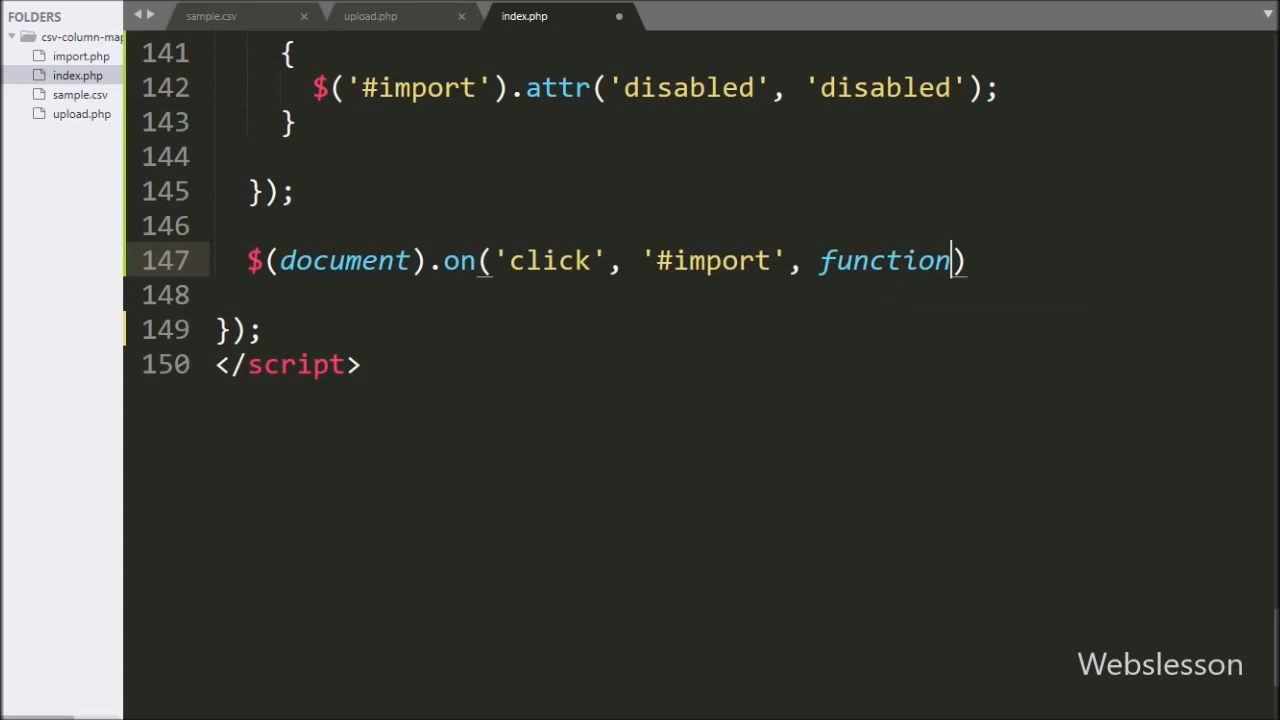 FOLDERS
csv-column-map
import.php
index.php
sample.csv
upload.php
sample.csv × upload.php × index.php
141 {
142 $('#import').attr('disabled', 'disabled');
143 }
144
145 });
146
147 $(document).on('click', '#import', function)
148
149 });
150 </script>
Webslesson